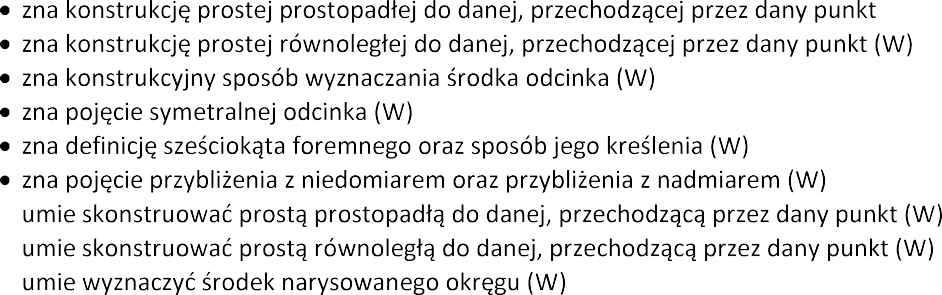 • zna konstrukcję prostej prostopadłej do danej, przechodzącej przez dany punkt
• zna konstrukcję prostej równoległej do danej, przechodzącej przez dany punkt (W)
• zna konstrukcyjny sposób wyznaczania środka odcinka (W)
• zna pojęcie symetralnej odcinka (W)
• zna definicję sześciokąta foremnego oraz sposób jego kreślenia (W)
• zna pojęcie przybliżenia z niedomiarem oraz przybliżenia z nadmiarem (W)
umie skonstruować prostą prostopadłą do danej, przechodzącą przez dany punkt (W)
umie skonstruować prostą równoległą do danej, przechodzącą przez dany punkt (W)
umie wyznaczyć środek narysowanego okręgu (W)